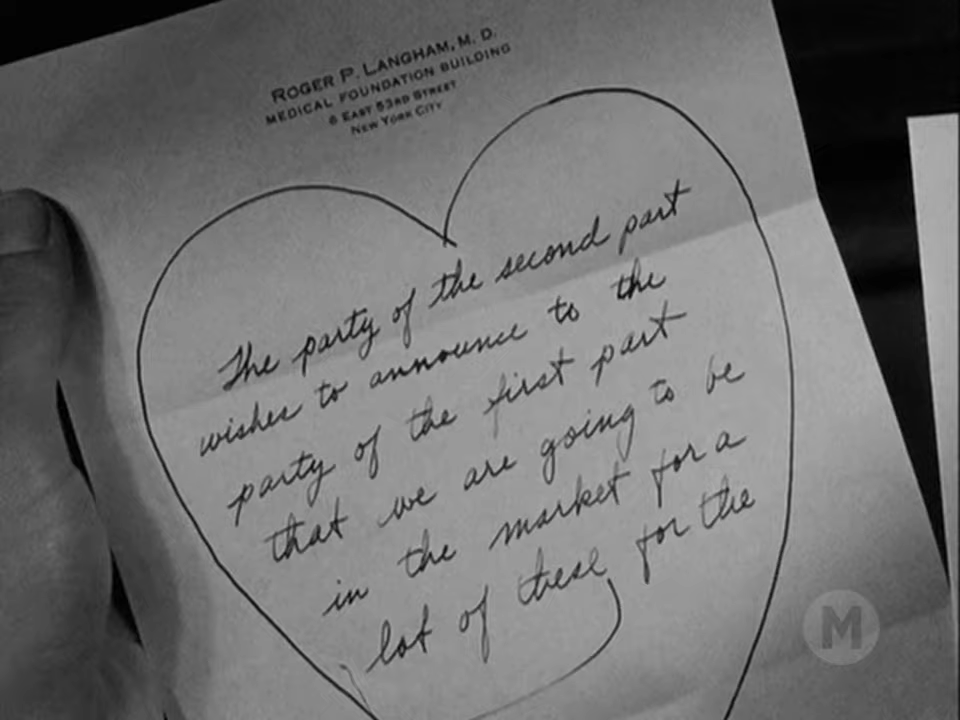 ROGER P. LANGHAM, M. D.
MEDICAL FOUNDATION BUILDING
6 EAST 53RD STREET
NEW YORK CITY
The party of the second part
wishes to announce to the
party of the first part
that we are going to be
in the market for a
lot of these for the
M